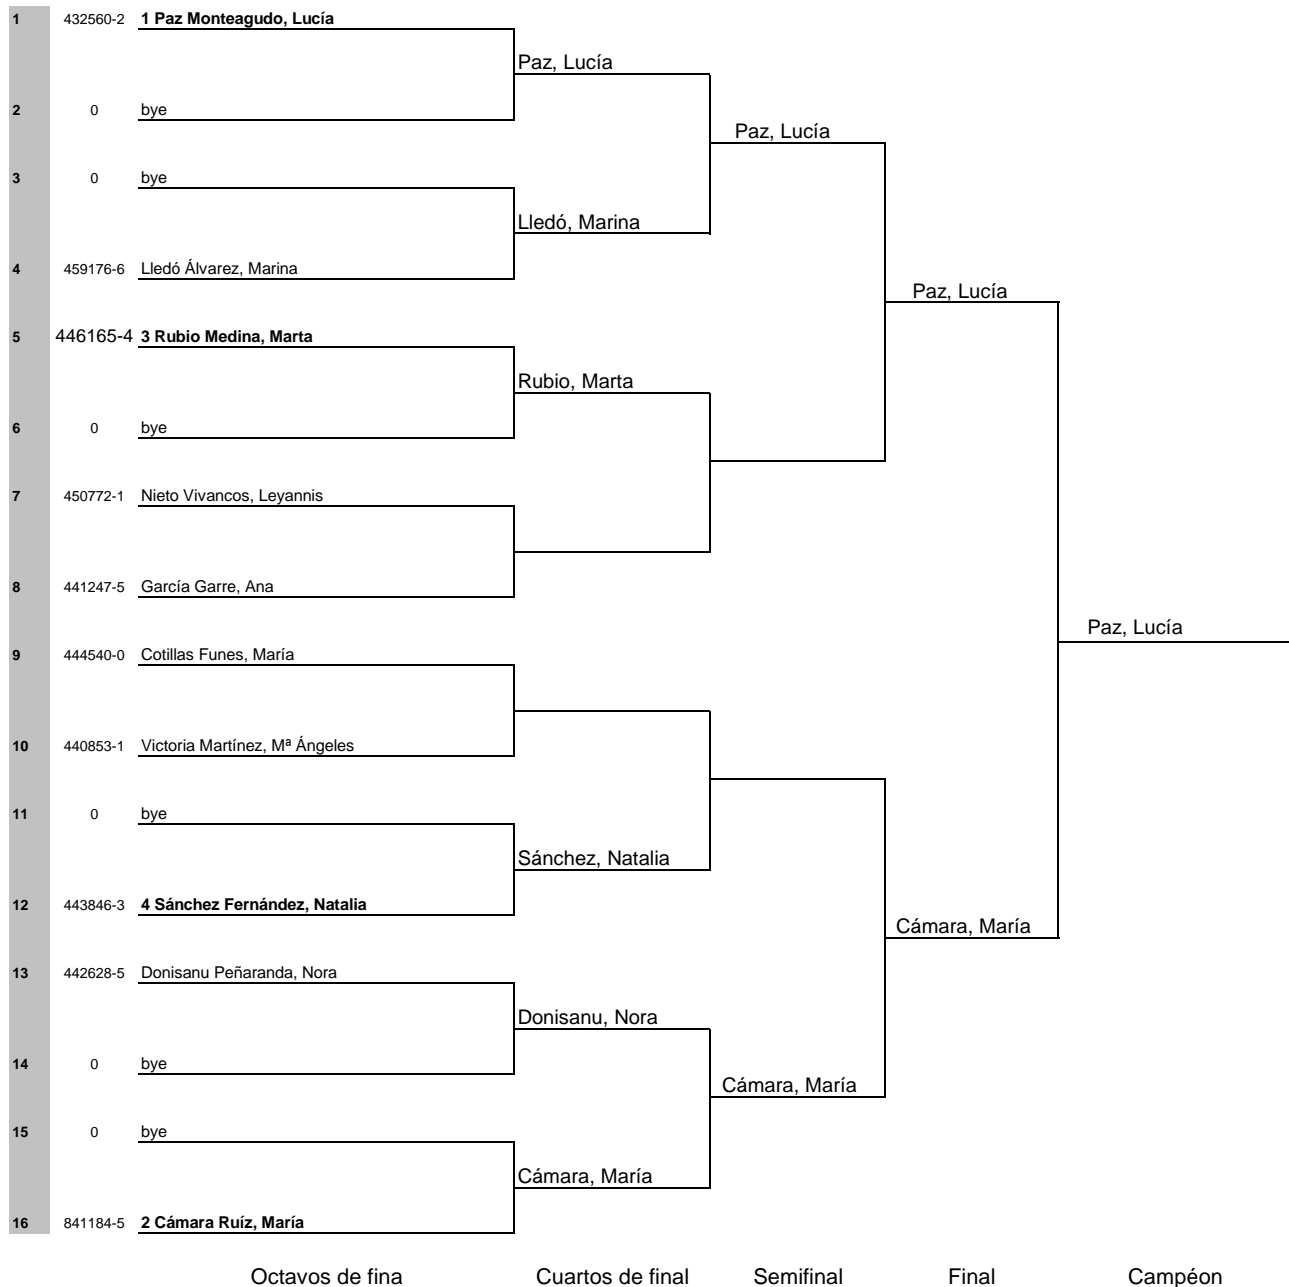 1 432560-2 1 Paz Monteagudo, Lucía
Paz, Lucía
2 0 bye
Paz, Lucía
3 0 bye
Lledó, Marina
4 459176-6 Lledó Álvarez, Marina
Paz, Lucía
5 446165-4 3 Rubio Medina, Marta
Rubio, Marta
6 0 bye
7 450772-1 Nieto Vivancos, Leyannis
8 441247-5 García Garre, Ana
Paz, Lucía
9 444540-0 Cotillas Funes, María
10 440853-1 Victoria Martínez, Mª Ángeles
11 0 bye
Sánchez, Natalia
12 443846-3 4 Sánchez Fernández, Natalia
Cámara, María
13 442628-5 Donisanu Peñaranda, Nora
Donisanu, Nora
14 0 bye
Cámara, María
15 0 bye
Cámara, María
16 841184-5 2 Cámara Ruíz, María
Octavos de fina Cuartos de final Semifinal Final Campéon